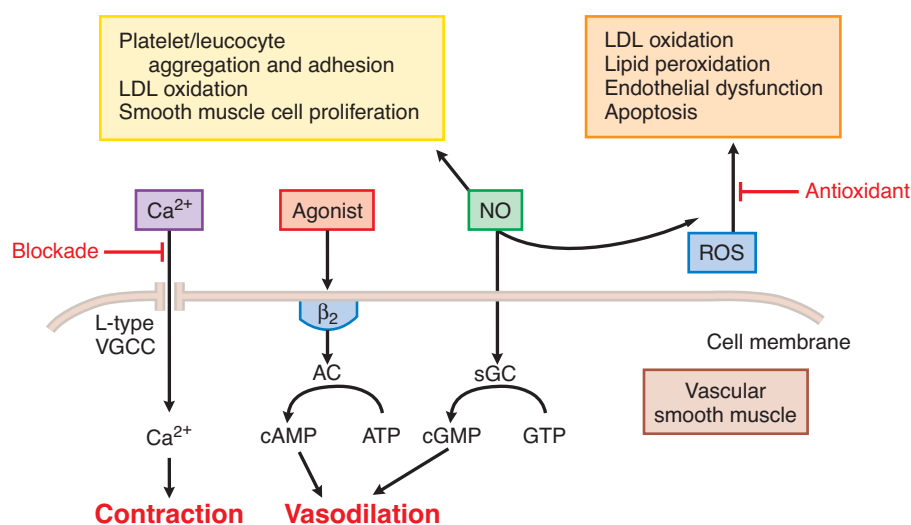 Platelet/leucocyte
aggregation and adhesion
LDL oxidation
Smooth muscle cell proliferation
LDL oxidation
Lipid peroxidation
Endothelial dysfunction
Apoptosis
Ca²⁺
Agonist
NO
Antioxidant
Blockade
ROS
β₂
L-type
VGCC
Cell membrane
AC
sGC
Vascular
smooth muscle
Ca²⁺
cAMP
ATP
cGMP
GTP
Contraction
Vasodilation